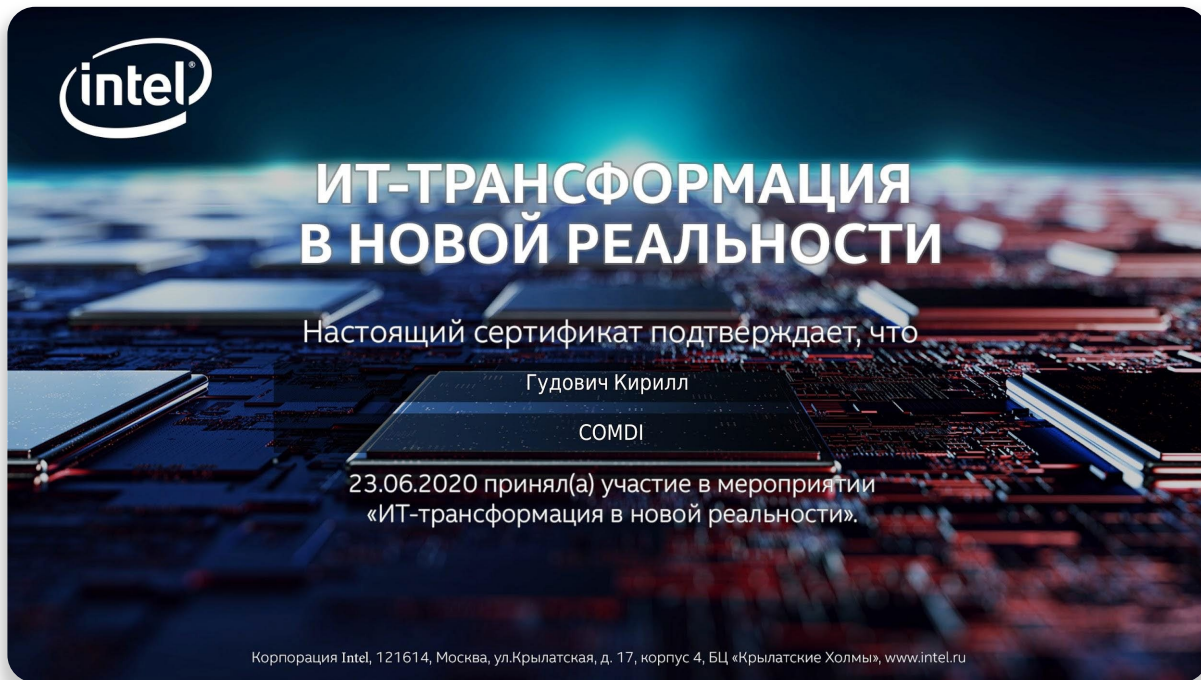 intel®
ИТ-ТРАНСФОРМАЦИЯ
В НОВОЙ РЕАЛЬНОСТИ
Настоящий сертификат подтверждает, что
Гудович Кирилл
COMDI
23.06.2020 принял(а) участие в мероприятии
«ИТ-трансформация в новой реальности».
Корпорация Intel, 121614, Москва, ул.Крылатская, д. 17, корпус 4, БЦ «Крылатские Холмы», www.intel.ru